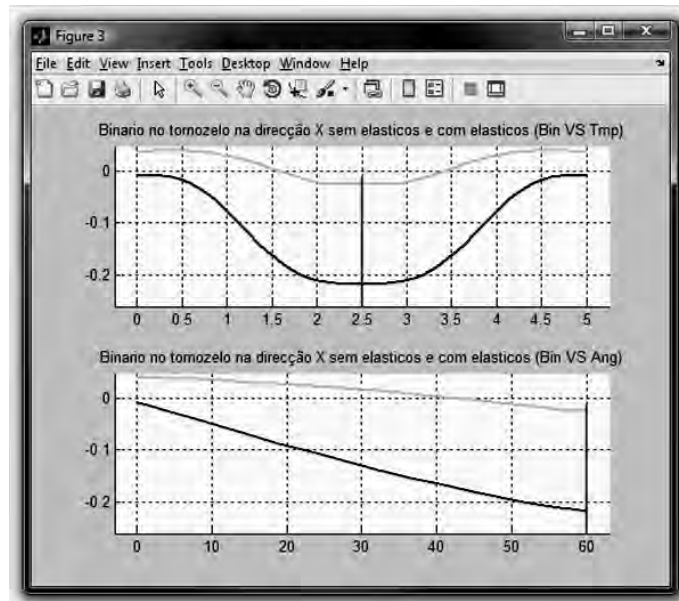 Figure 3
File Edit View Insert Tools Desktop Window Help
Binario no tornozelo na direcção X sem elasticos e com elasticos (Bin VS Tmp)
0
-0.1
-0.2
0 0.5 1 1.5 2 2.5 3 3.5 4 4.5 5
Binario no tornozelo na direcção X sem elasticos e com elasticos (Bin VS Ang)
0
-0.1
-0.2
0 10 20 30 40 50 60